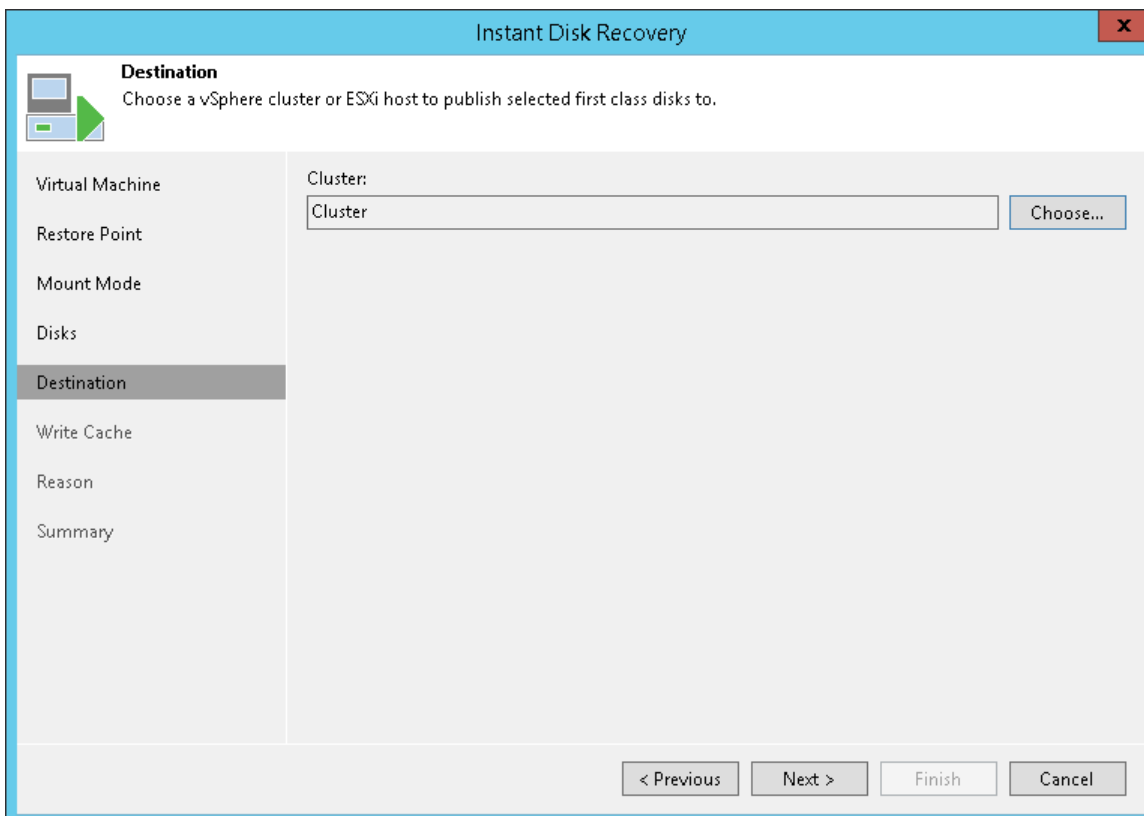 Instant Disk Recovery
x
Destination
Choose a vSphere cluster or ESXi host to publish selected first class disks to.
Virtual Machine
Restore Point
Mount Mode
Disks
Destination
Write Cache
Reason
Summary
Cluster:
Cluster
Choose...
< Previous
Next >
Finish
Cancel